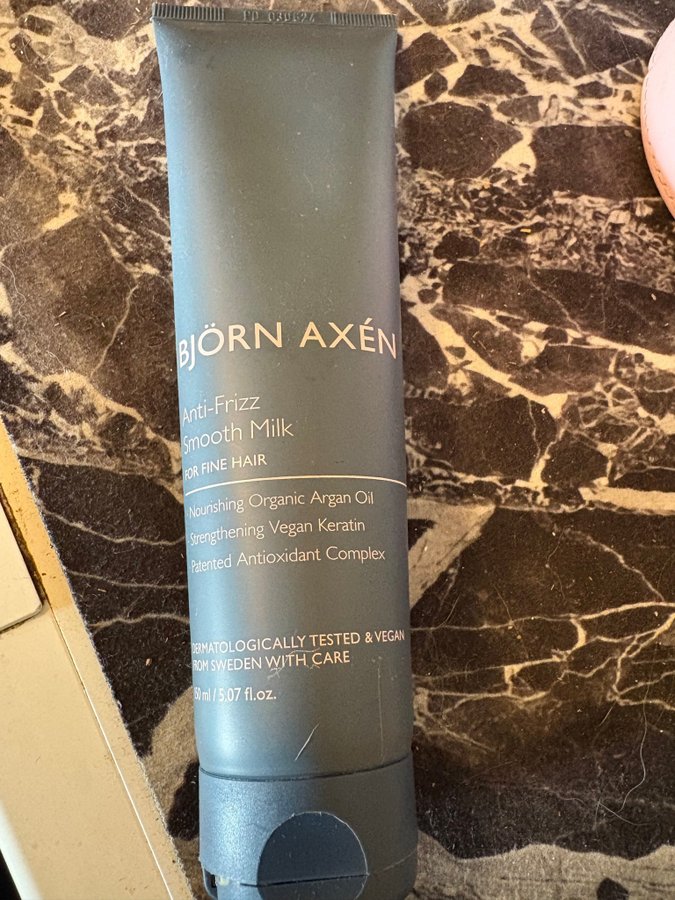 BJÖRN AXÉN
Anti-Frizz
Smooth Milk
FOR FINE HAIR
Nourishing Organic Argan Oil
Strengthening Vegan Keratin
Patented Antioxidant Complex
DERMATOLOGICALLY TESTED & VEGAN
FROM SWEDEN WITH CARE
50 ml / 5.07 fl.oz.